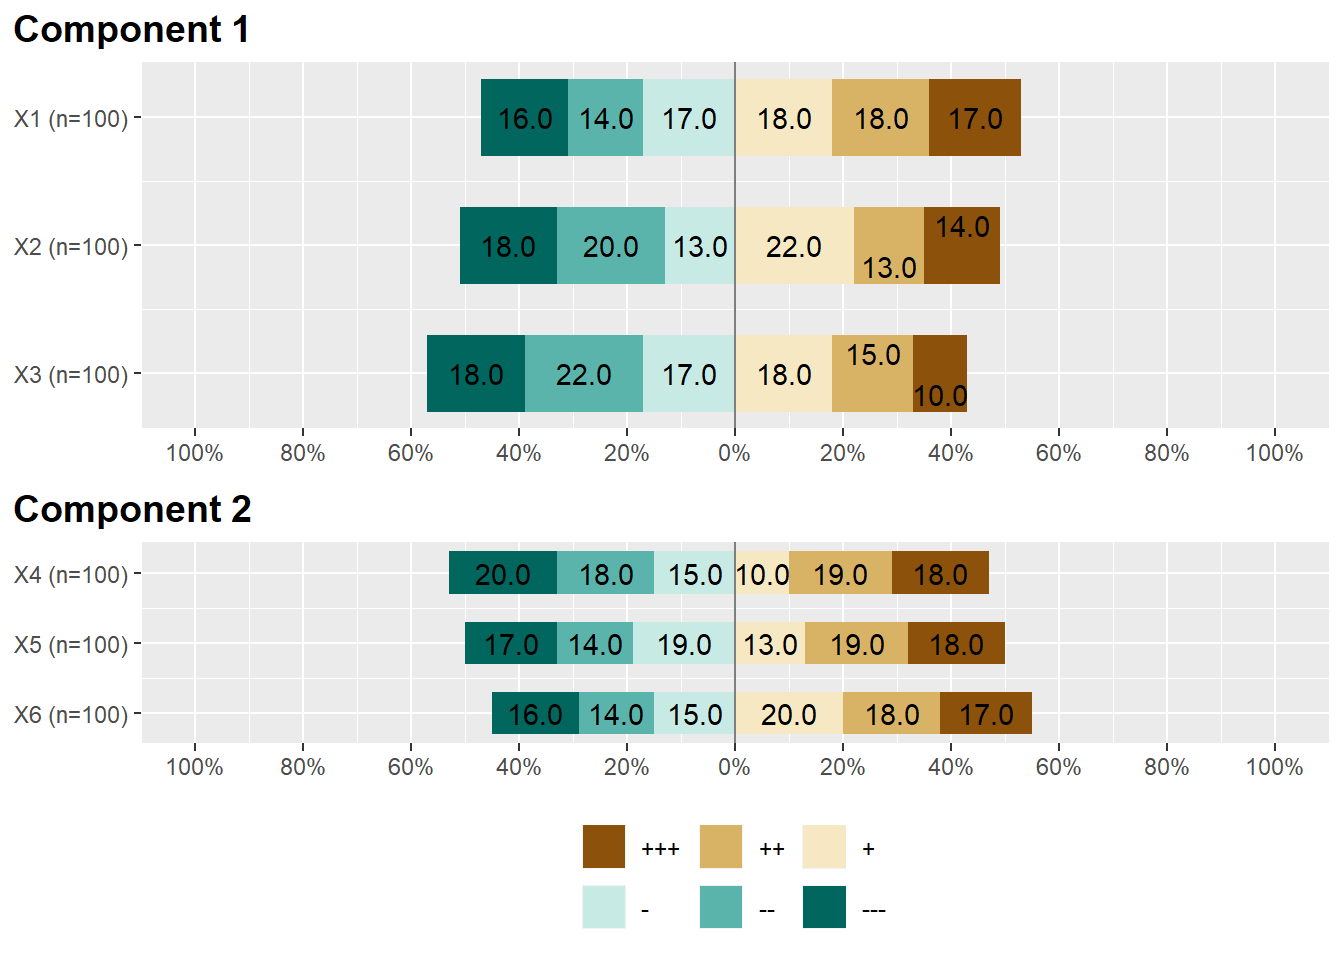 Component 1
X1 (n=100) 16.0 14.0 17.0 18.0 18.0 17.0
X2 (n=100) 18.0 20.0 13.0 22.0 13.0 14.0
X3 (n=100) 18.0 22.0 17.0 18.0 15.0 10.0
100% 80% 60% 40% 20% 0% 20% 40% 60% 80% 100%
Component 2
X4 (n=100) 20.0 18.0 15.0 10.0 19.0 18.0
X5 (n=100) 17.0 14.0 19.0 13.0 19.0 18.0
X6 (n=100) 16.0 14.0 15.0 20.0 18.0 17.0
100% 80% 60% 40% 20% 0% 20% 40% 60% 80% 100%
+++ ++ +
- -- ---